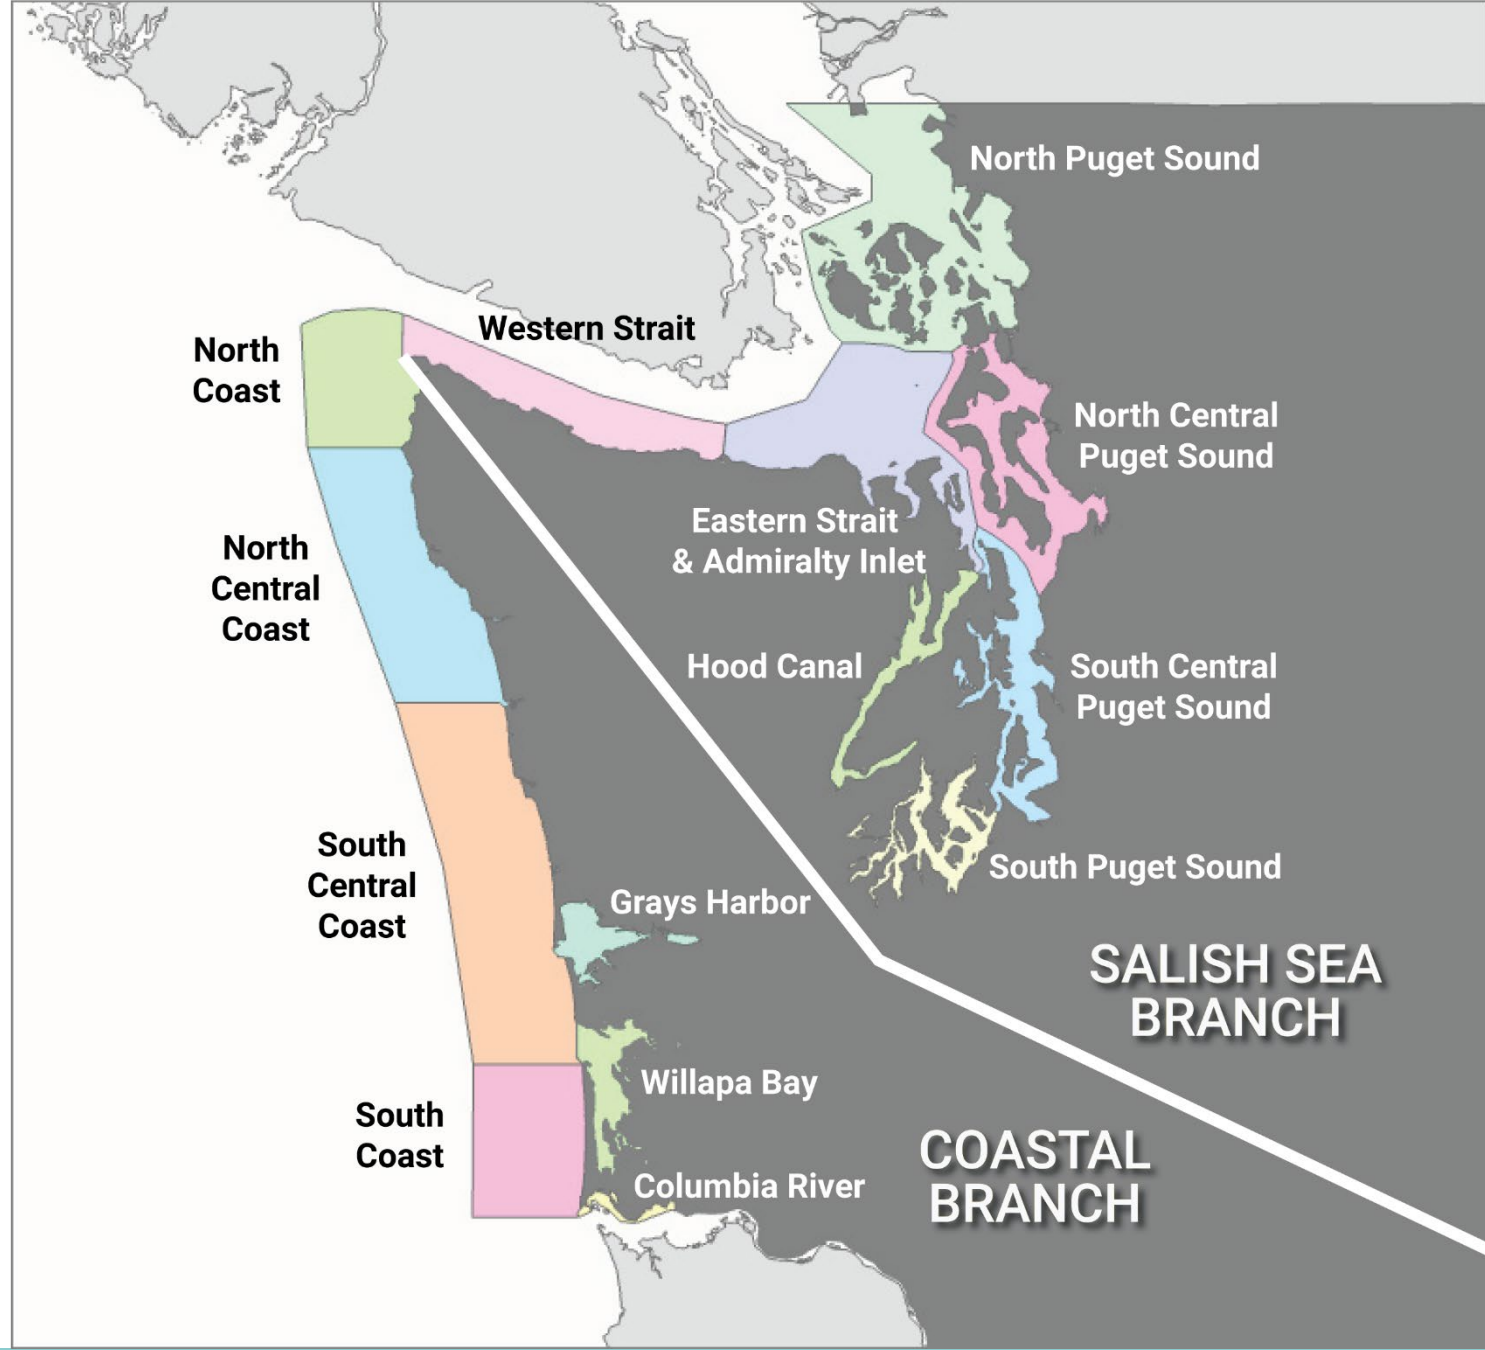 North Puget Sound
Western Strait
North
Coast
North Central
Puget Sound
Eastern Strait
& Admiralty Inlet
North
Central
Coast
Hood Canal
South Central
Puget Sound
South
Central
Coast
South Puget Sound
Grays Harbor
SALISH SEA
BRANCH
Willapa Bay
South
Coast
COASTAL
BRANCH
Columbia River